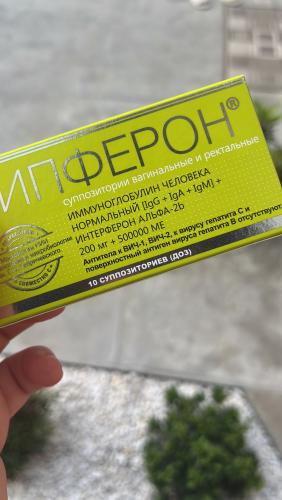 ИПФЕРОН®
суппозитории вагинальные и ректальные
ИММУНОГЛОБУЛИН ЧЕЛОВЕКА
НОРМАЛЬНЫЙ [IgG + IgA + IgM] +
ИНТЕРФЕРОН АЛЬФА-2b
200 мг + 500000 МЕ
Антитела к ВИЧ-1, ВИЧ-2, к вирусу гепатита С и
поверхностный антиген вируса гепатита В отсутствуют
10 СУППОЗИТОРИЕВ (ДОЗ)